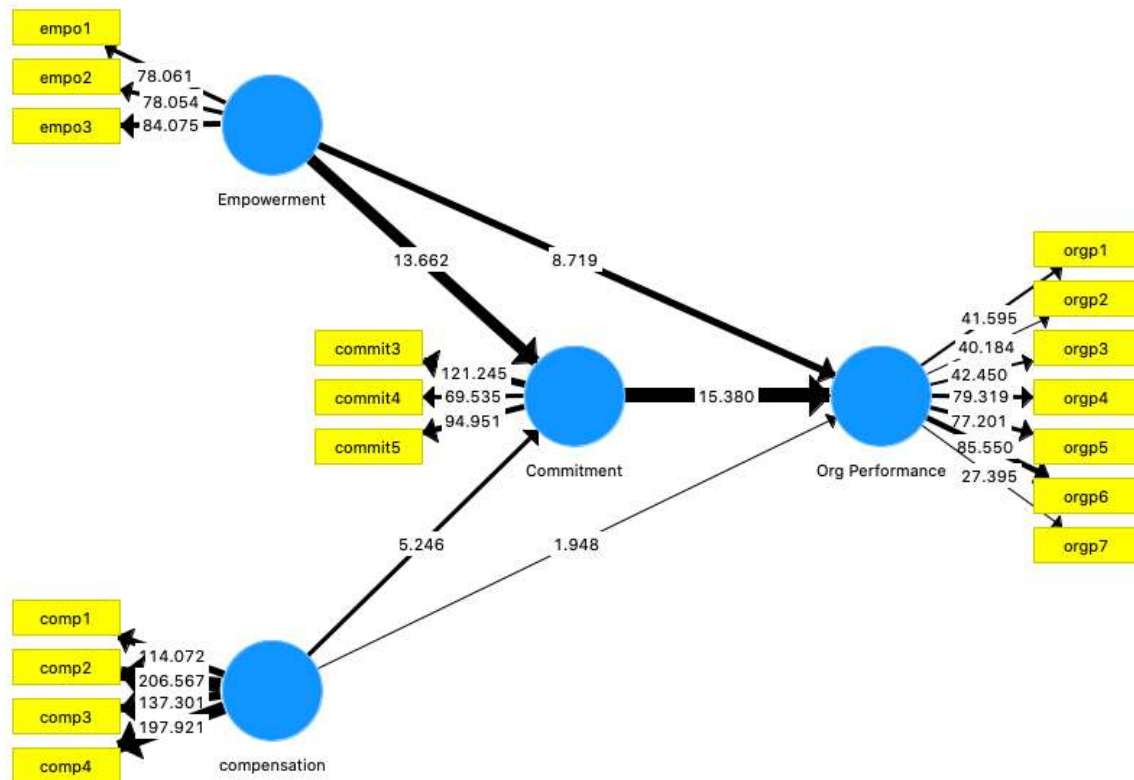 empo1
empo2
empo3
78.061
78.054
84.075
Empowerment
13.662
8.719
commit3
commit4
commit5
121.245
69.535
94.951
Commitment
15.380
orgp1
orgp2
orgp3
orgp4
orgp5
orgp6
orgp7
41.595
40.184
42.450
79.319
77.201
85.550
27.395
Org Performance
5.246
1.948
comp1
comp2
comp3
comp4
114.072
206.567
137.301
197.921
compensation